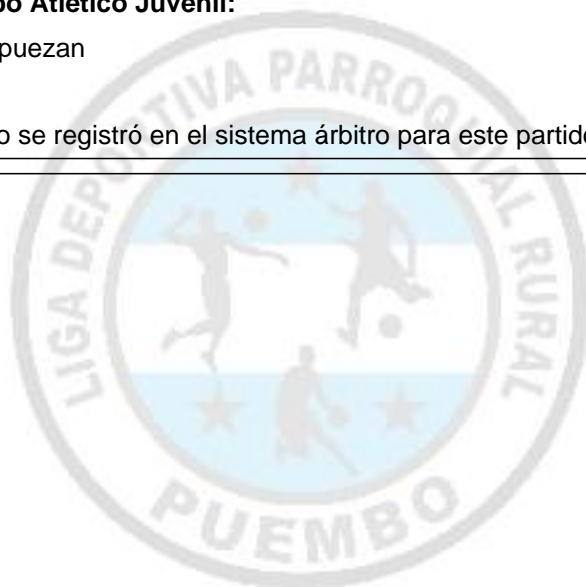 po Atlético Juvenil:
puezan
o se registró en el sistema árbitro para este partido
LIGA DEPORTIVA PARROQUIAL RURAL
PUEMBO